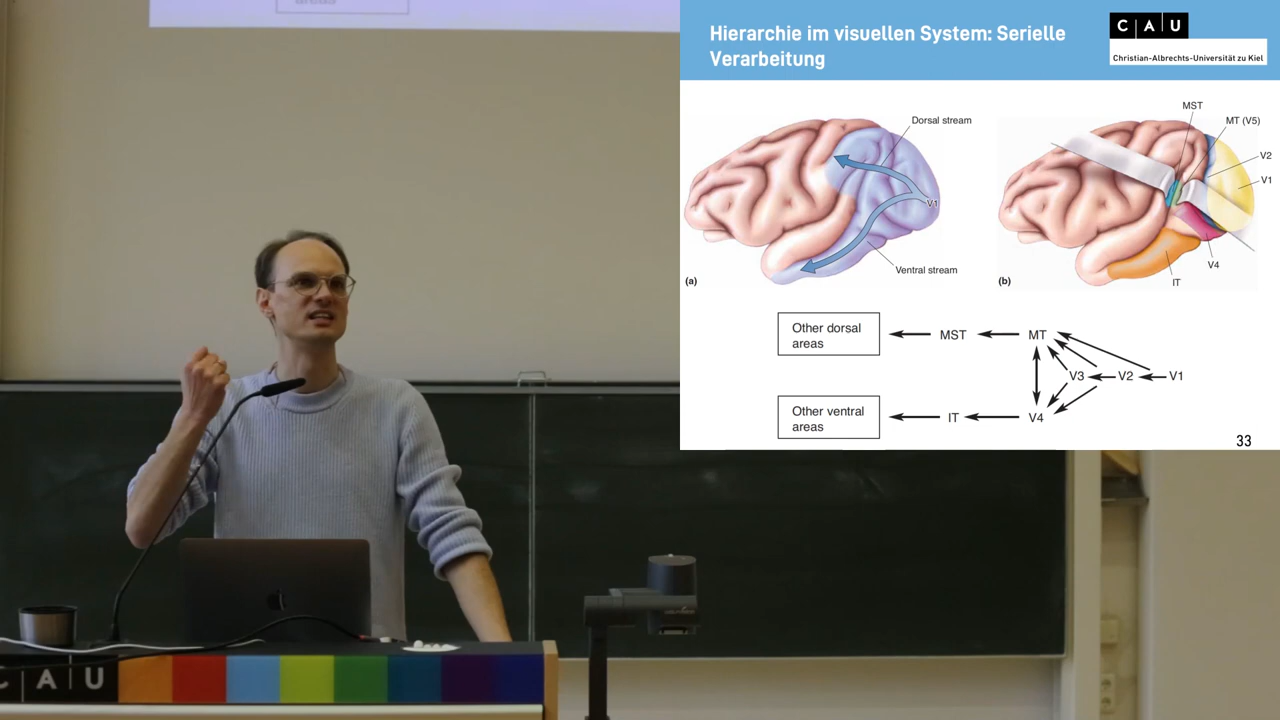 Hierarchie im visuellen System: Serielle
Verarbeitung
C A U
Christian-Albrechts-Universität zu Kiel
Dorsal stream
V1
Ventral stream
(a)
MST
MT (V5)
V2
V1
V4
IT
(b)
Other dorsal
areas
MST
MT
V3
V2
V1
Other ventral
areas
IT
V4
33
C A U